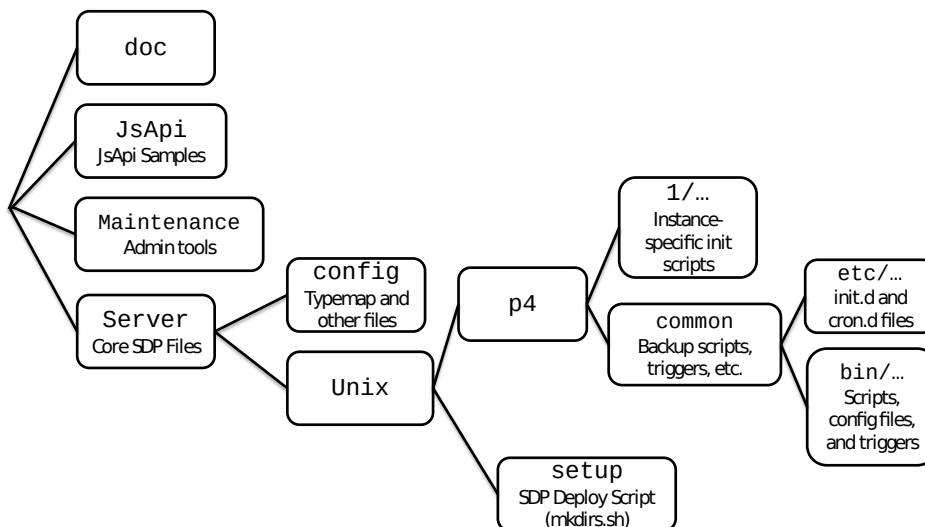 doc
JsApi
JsApi Samples
Maintenance
Admin tools
Server
Core SDP Files
config
Typemap and
other files
Unix
p4
setup
SDP Deploy Script
(mkdirs.sh)
1/…
Instance-
specific init
scripts
common
Backup scripts,
triggers, etc.
etc/…
init.d and
cron.d files
bin/…
Scripts,
config files,
and triggers